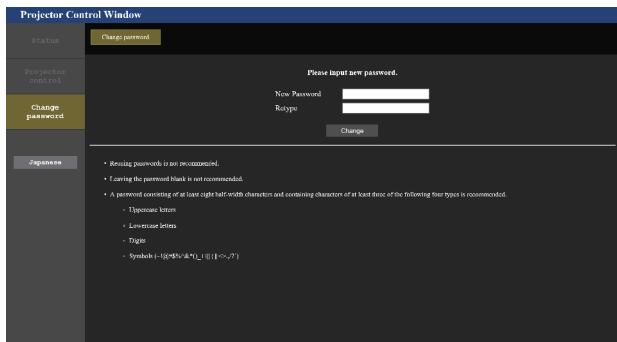 Projector Control Window
Status
Change password
Projector
control
Please input new password.
New Password
Retype
Change
password
Change
Japanese
• Reusing passwords is not recommended.
• Leaving the password blank is not recommended.
• A password consisting of at least eight half-width characters and containing characters of at least three of the following four types is recommended.
◦ Uppercase letters
◦ Lowercase letters
◦ Digits
◦ Symbols